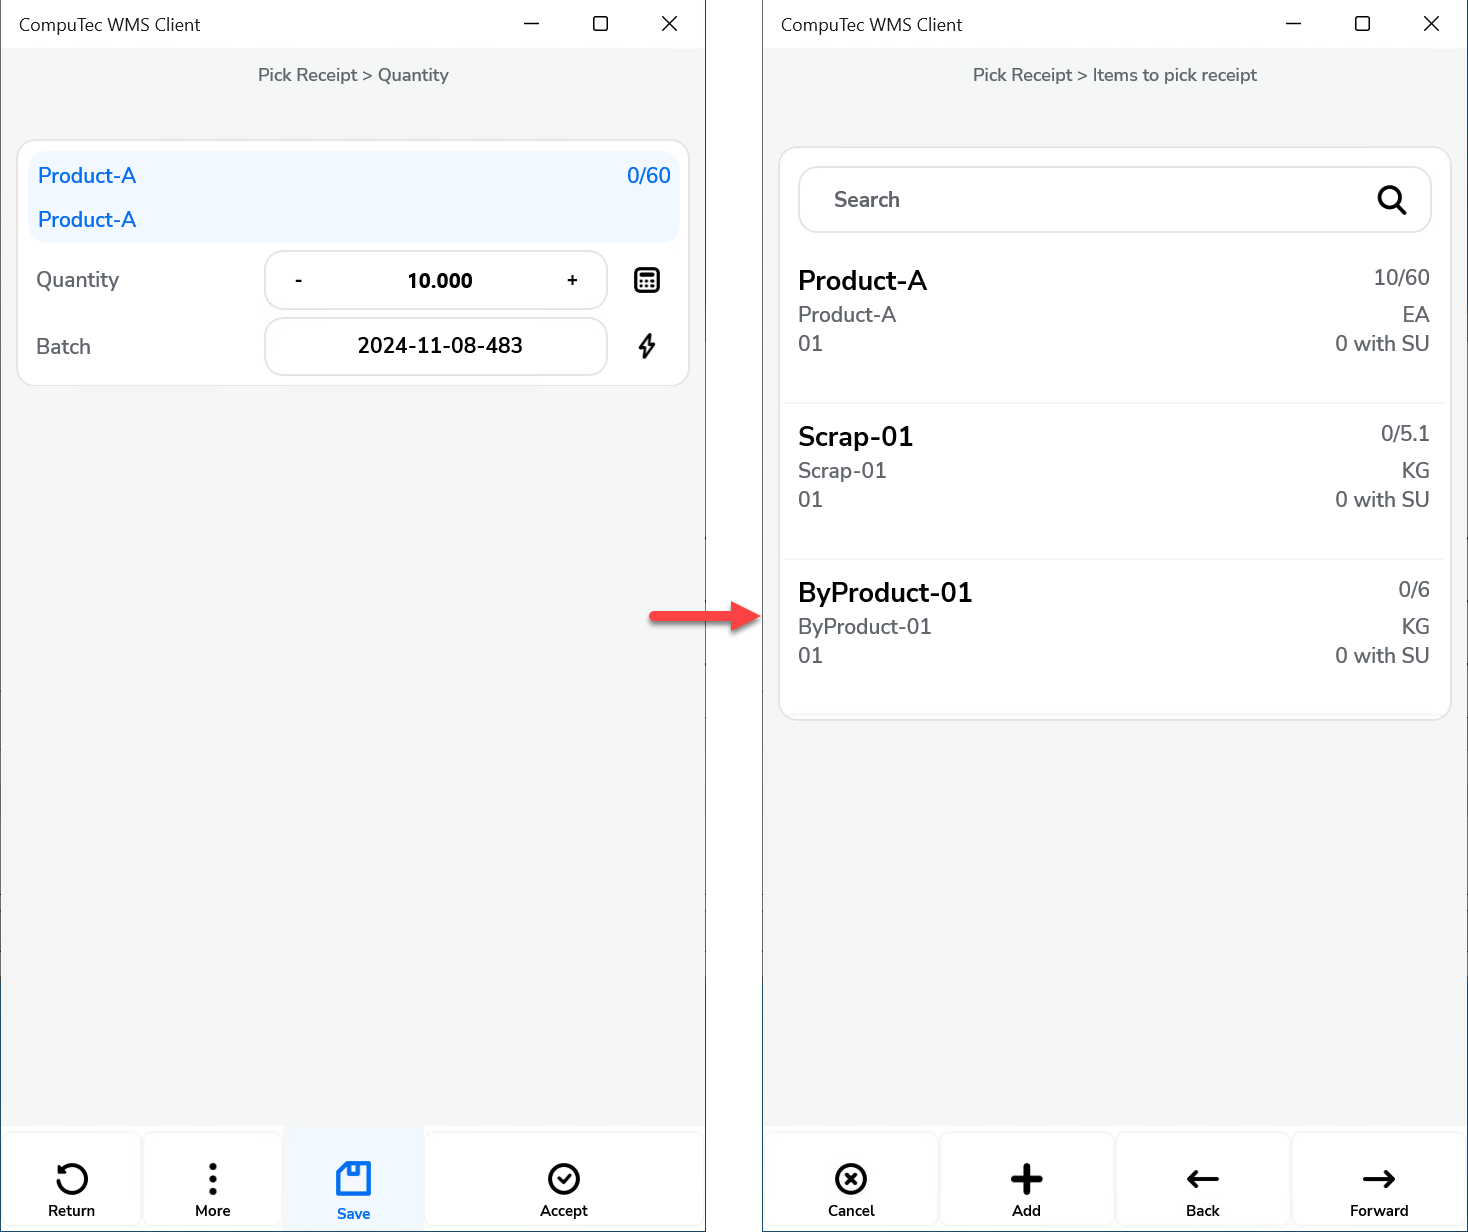 CompuTec WMS Client
Pick Receipt > Quantity
Product-A 0/60
Product-A
Quantity - 10.000 +
Batch 2024-11-08-483
Return More Save Accept
CompuTec WMS Client
Pick Receipt > Items to pick receipt
Search
Product-A 10/60
Product-A EA
01 0 with SU
Scrap-01 0/5.1
Scrap-01 KG
01 0 with SU
ByProduct-01 0/6
ByProduct-01 KG
01 0 with SU
Cancel Add Back Forward